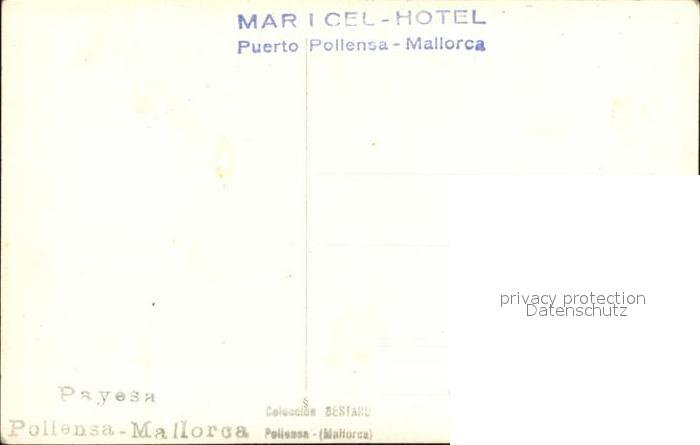 MAR I CEL-HOTEL
Puerto Pollensa-Mallorca
privacy protection
Datenschutz
Payesa
Pollensa-Mallorca
Colección BESTARD
Pollensa-(Mallorca)